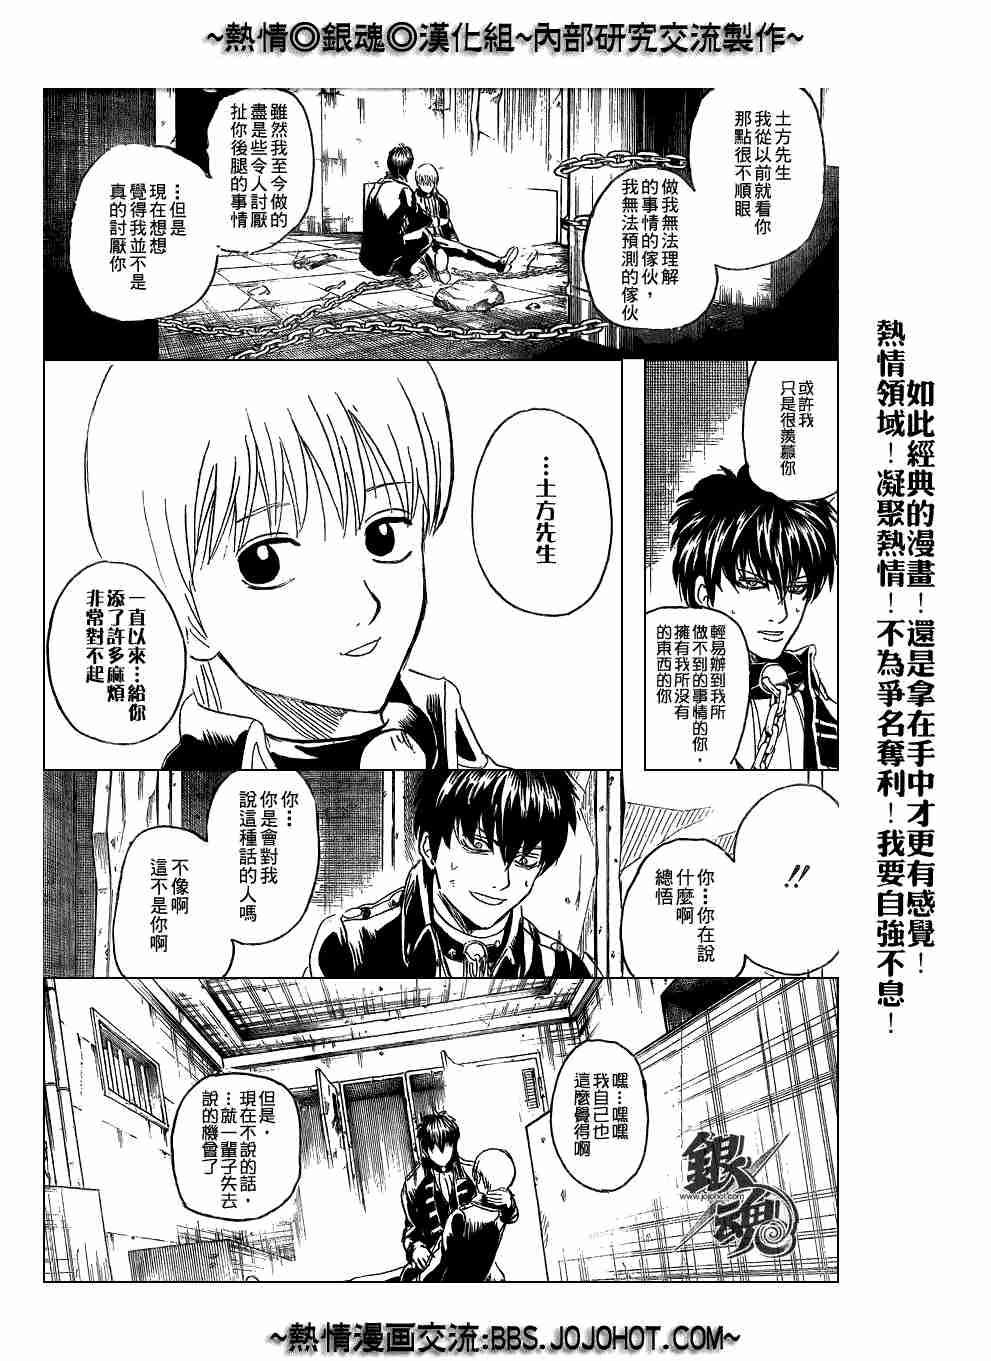 ~熱情◎銀魂◎漢化組~內部研究交流製作~
土方先生
我從以前就看你
那點很不順眼
做我無法理解
的事情的傢伙，
我無法預測的傢伙
雖然我至今做的
盡是些令人討厭
扯你後腿的事情
…但是
現在想想
覺得我並不是
真的討厭你
或許我
只是很羨慕你
輕易辦到我所
做不到的事情的你，
擁有我所沒有
的東西的你
…土方先生
一直以來…給你
添了許多麻煩
非常對不起
!!
你…你在說
什麼啊
總悟
你…
你是會對我
說這種話的人嗎
不像啊
這不是你啊
嘿…嘿嘿
我自己也
這麼覺得啊
但是，
現在不說的話
…就一輩子失去
說的機會了
銀魂
www.jojohot.com
如此經典的漫畫！還是拿在手中才更有感覺！
熱情領域！凝聚熱情！不為爭名奪利！我要自強不息！
~熱情漫画交流:BBS.JOJOHOT.COM~